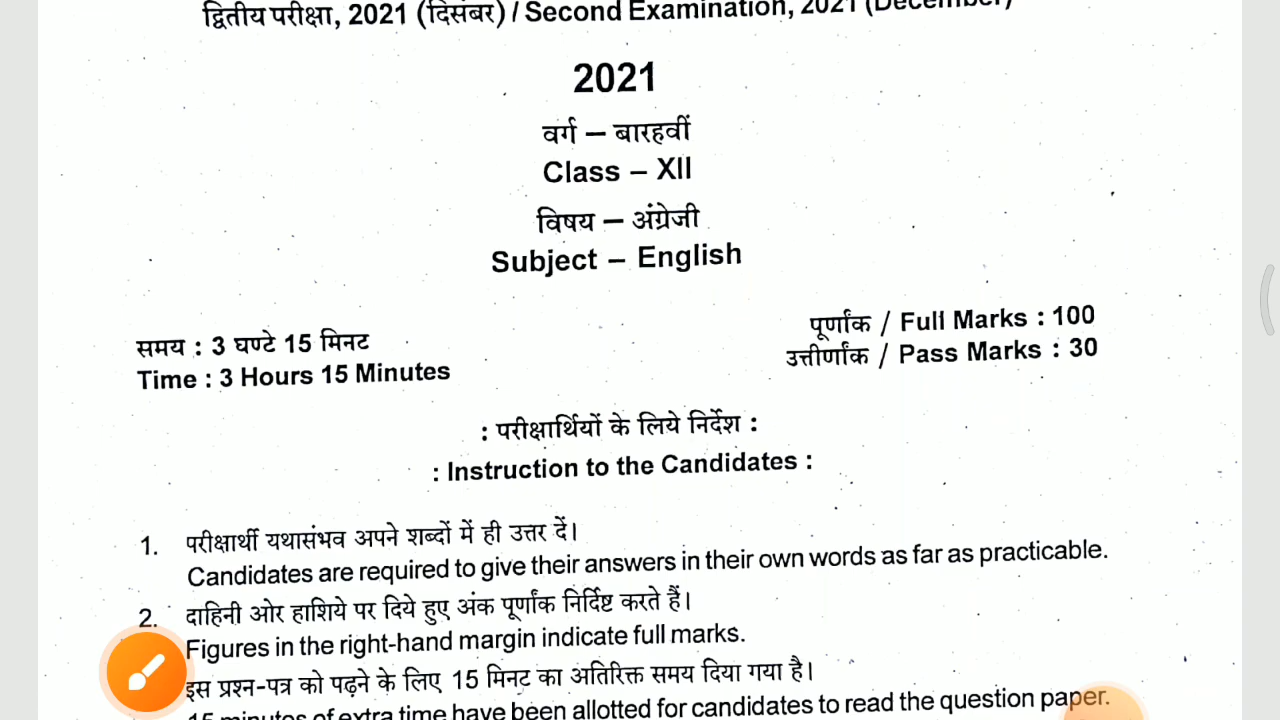 द्वितीय परीक्षा, 2021 (दिसंबर) / Second Examination, 2021 (December)
2021
वर्ग – बारहवीं
Class – XII
विषय – अंग्रेजी
Subject – English
समय : 3 घण्टे 15 मिनट
Time : 3 Hours 15 Minutes
पूर्णांक / Full Marks : 100
उत्तीर्णांक / Pass Marks : 30
: परीक्षार्थियों के लिये निर्देश :
: Instruction to the Candidates :
1. परीक्षार्थी यथासंभव अपने शब्दों में ही उत्तर दें।
Candidates are required to give their answers in their own words as far as practicable.
2. दाहिनी ओर हाशिये पर दिये हुए अंक पूर्णांक निर्दिष्ट करते हैं।
Figures in the right-hand margin indicate full marks.
इस प्रश्न-पत्र को पढ़ने के लिए 15 मिनट का अतिरिक्त समय दिया गया है।
15 minutes of extra time have been allotted for candidates to read the question paper.